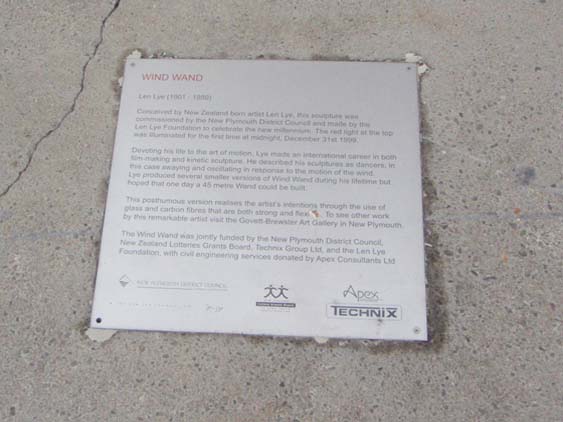 WIND WAND
Len Lye (1901 - 1980)
Conceived by New Zealand born artist Len Lye, this sculpture was
commissioned by the New Plymouth District Council and made by the
Len Lye Foundation to celebrate the new millennium. The red light at the top
was illuminated for the first time at midnight, December 31st 1999.
Devoting his life to the art of motion, Lye made an international career in both
film-making and kinetic sculpture. He described his sculptures as dancers, in
this case swaying and oscillating in response to the motion of the wind.
Lye produced several smaller versions of Wind Wand during his lifetime but
hoped that one day a 45 metre Wand could be built.
This posthumous version realises the artist's intentions through the use of
glass and carbon fibres that are both strong and To see other work
by this remarkable artist visit the Govett-Brewster Art Gallery in New Plymouth.
The Wind Wand was jointly funded by the New Plymouth District Council,
New Zealand Lotteries Grants Board, Technix Group Ltd, and the Len Lye
Foundation, with civil engineering services donated by Apex Consultants Ltd
NEW PLYMOUTH DISTRICT COUNCIL
Apex
TECHNIX